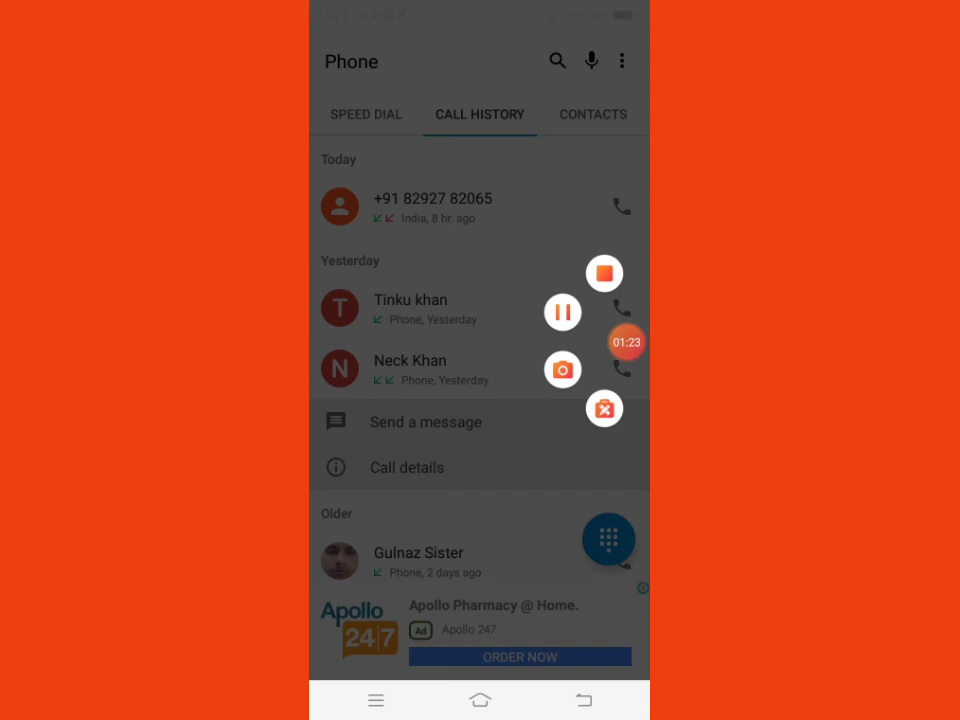 Phone
SPEED DIAL CALL HISTORY CONTACTS
Today
+91 82927 82065
India, 8 hr. ago
Yesterday
T Tinku khan
Phone, Yesterday
01:23
N Neck Khan
Phone, Yesterday
Send a message
Call details
Older
Gulnaz Sister
Phone, 2 days ago
Apollo
24|7
Apollo Pharmacy @ Home.
Ad Apollo 247
ORDER NOW